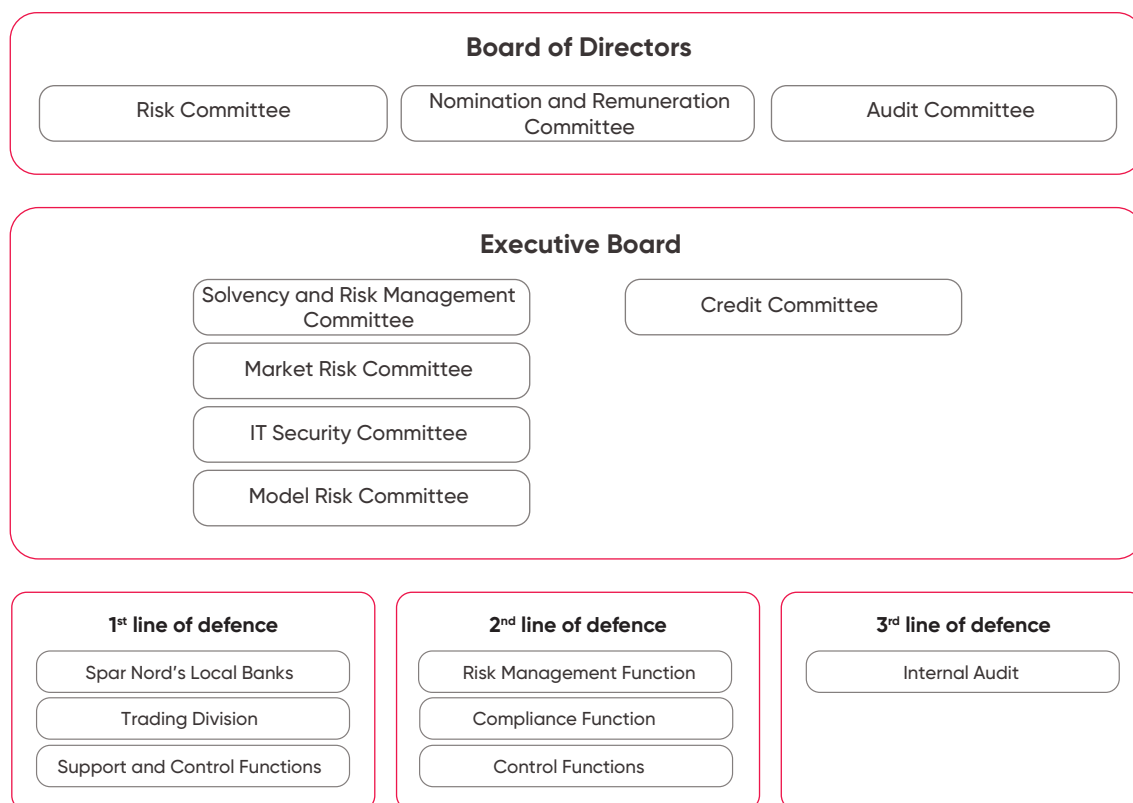 Board of Directors
Risk Committee
Nomination and Remuneration
Committee
Audit Committee
Executive Board
Solvency and Risk Management
Committee
Credit Committee
Market Risk Committee
IT Security Committee
Model Risk Committee
1st line of defence
Spar Nord’s Local Banks
Trading Division
Support and Control Functions
2nd line of defence
Risk Management Function
Compliance Function
Control Functions
3rd line of defence
Internal Audit